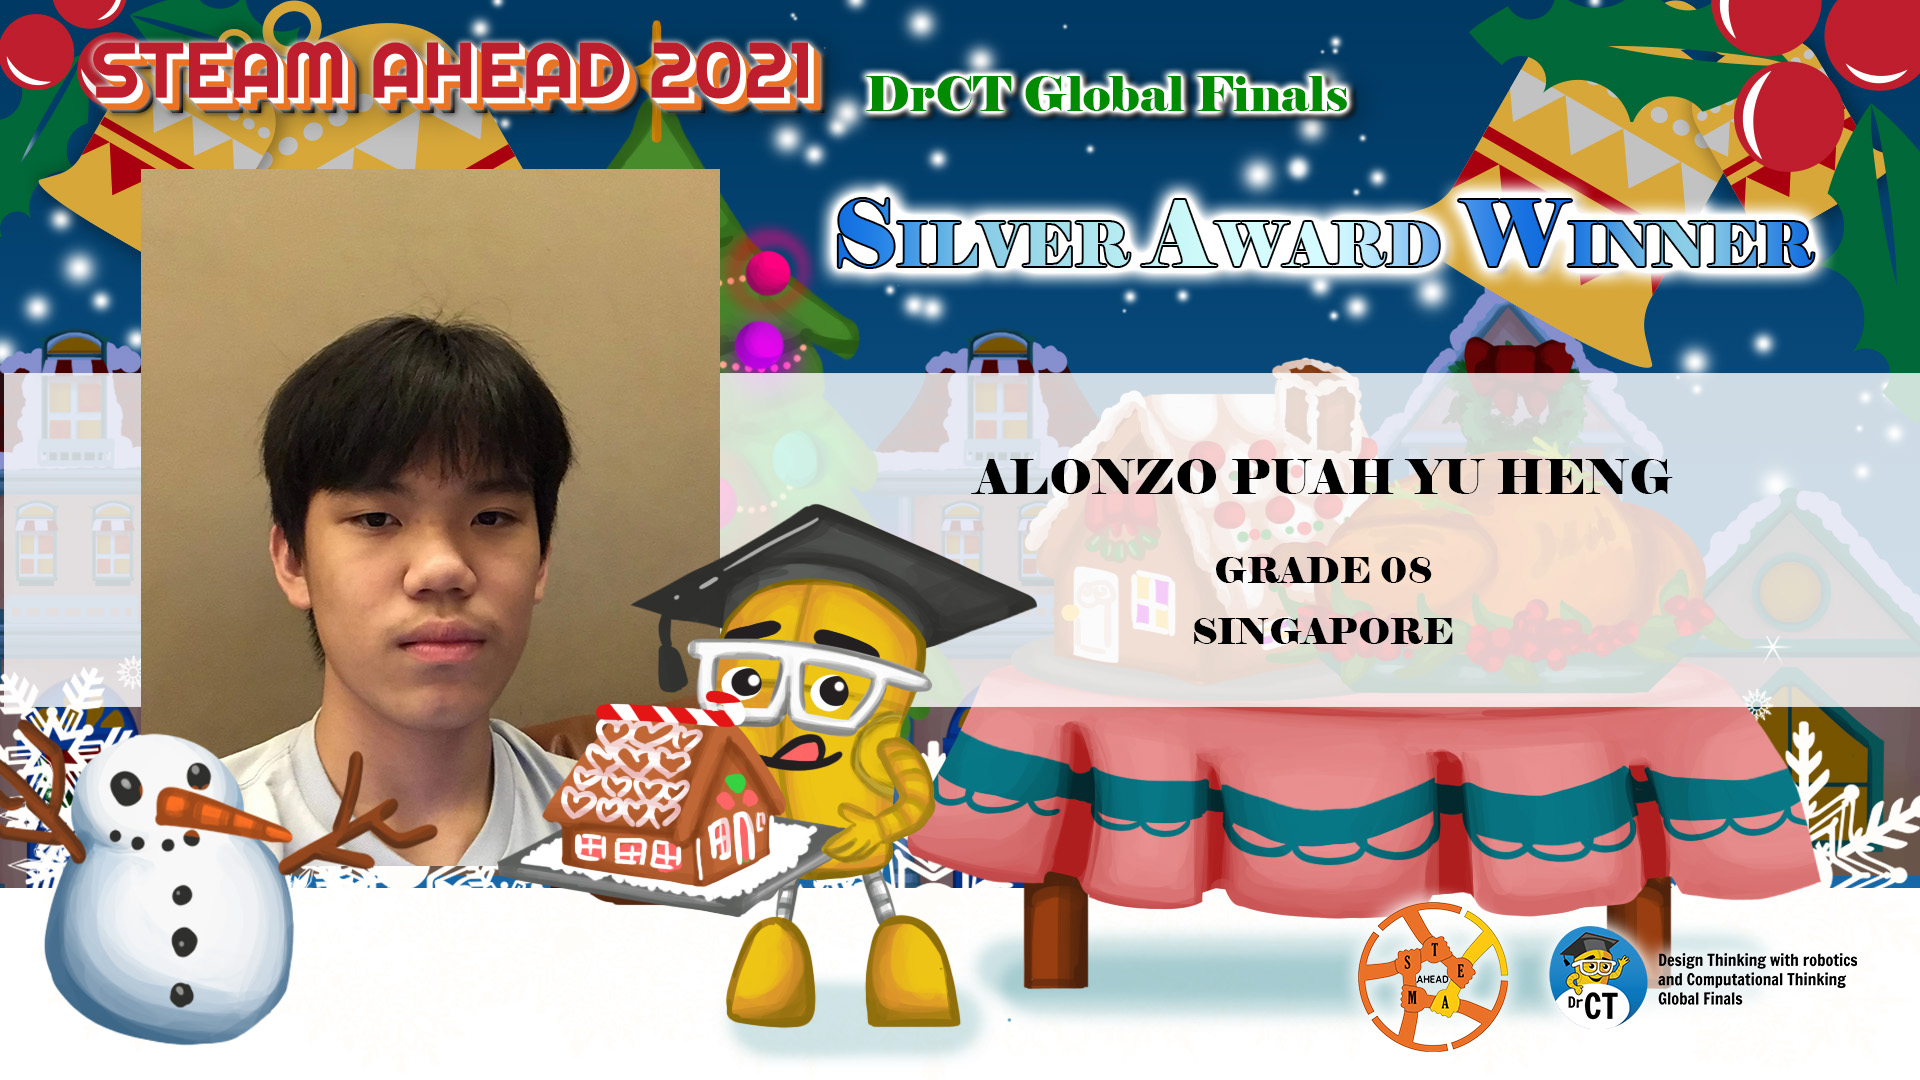 STEAM AHEAD 2021
DrCT Global Finals
SILVER AWARD WINNER
ALONZO PUAH YU HENG
GRADE 08
SINGAPORE
S T E A M
AHEAD
Dr CT
Design Thinking with robotics
and Computational Thinking
Global Finals